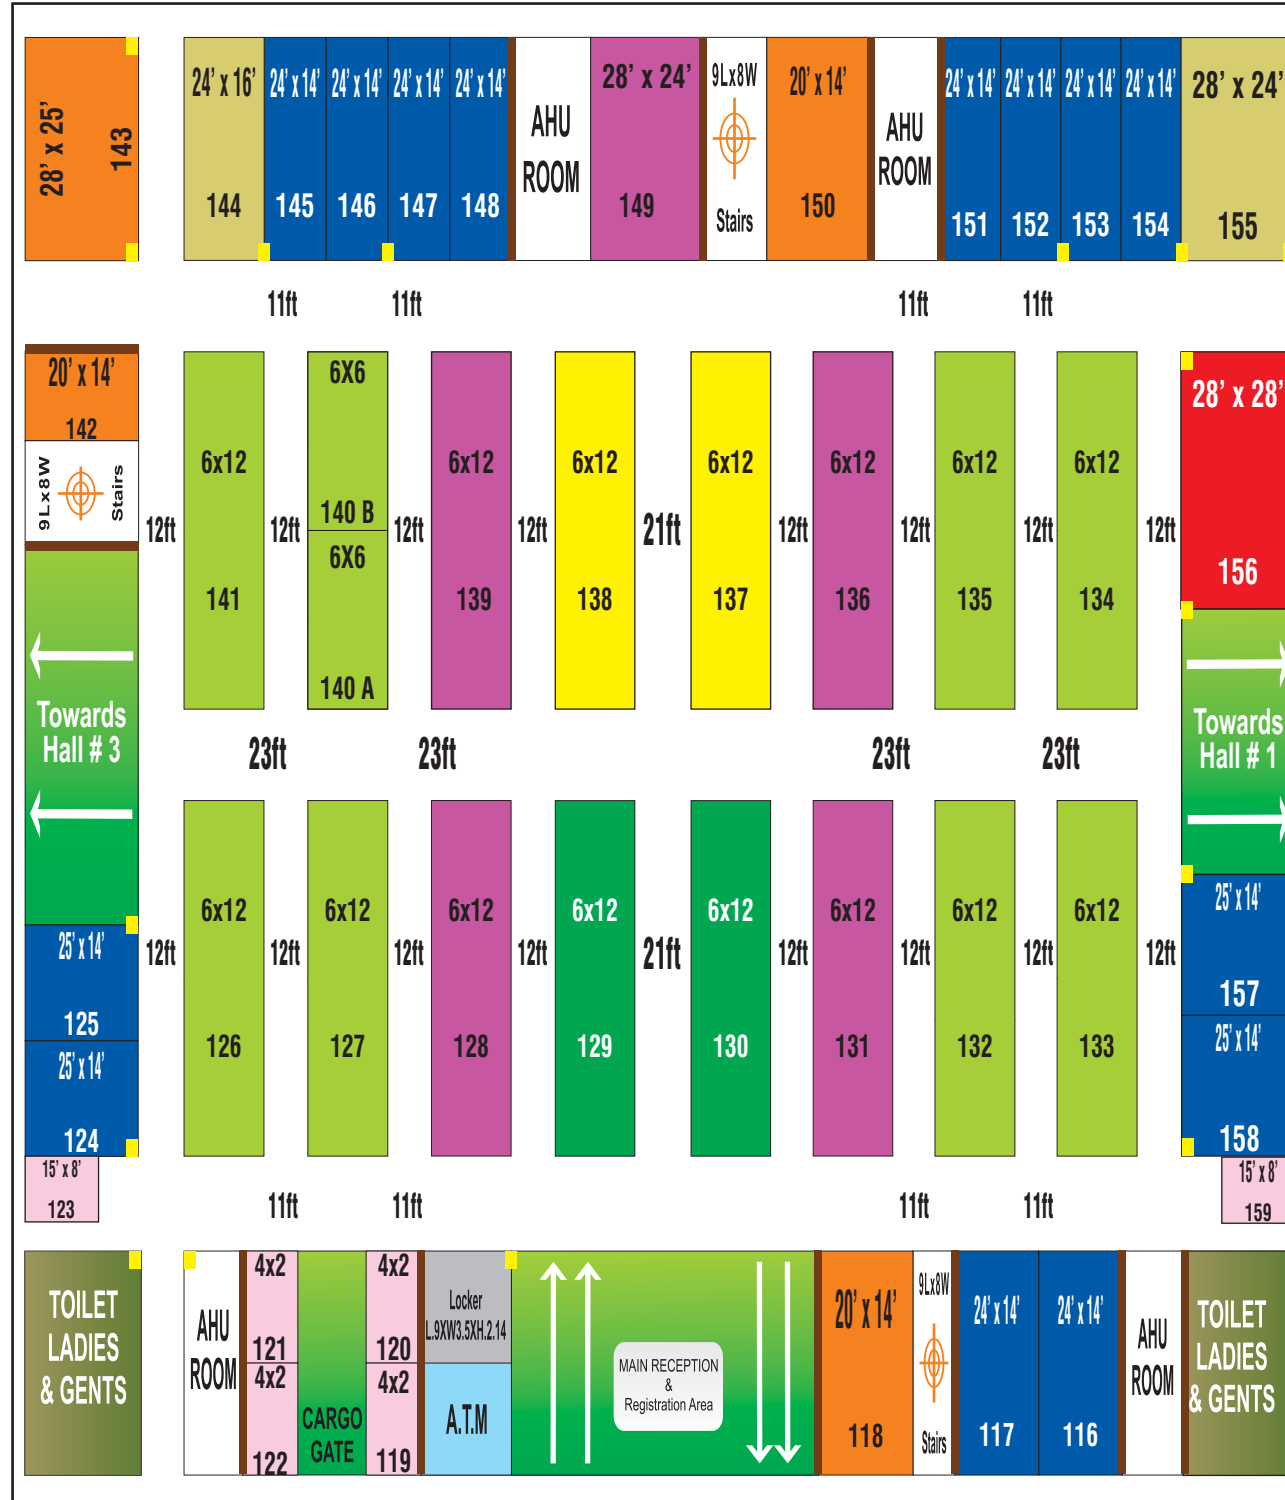 28' x 25'
143
24' x 16'
144
24' x 14'
145
24' x 14'
146
24' x 14'
147
24' x 14'
148
AHU
ROOM
28' x 24'
149
9Lx8W
Stairs
20' x 14'
150
AHU
ROOM
24' x 14'
151
24' x 14'
152
24' x 14'
153
24' x 14'
154
28' x 24'
155
11ft
11ft
11ft
11ft
20' x 14'
142
9Lx8W
Stairs
12ft
6x12
141
12ft
6X6
140 B
6X6
140 A
12ft
6x12
139
12ft
6x12
138
21ft
6x12
137
12ft
6x12
136
12ft
6x12
135
12ft
6x12
134
12ft
28' x 28'
156
Towards
Hall # 3
23ft
23ft
23ft
23ft
Towards
Hall # 1
25' x 14'
125
25' x 14'
124
15' x 8'
123
12ft
6x12
126
12ft
6x12
127
12ft
6x12
128
12ft
6x12
129
21ft
6x12
130
12ft
6x12
131
12ft
6x12
132
12ft
6x12
133
12ft
25' x 14'
157
25' x 14'
158
15' x 8'
159
11ft
11ft
11ft
11ft
TOILET
LADIES
& GENTS
AHU
ROOM
4x2
121
4x2
122
CARGO
GATE
4x2
120
4x2
119
Locker
L.9XW3.5XH.2.14
A.T.M
MAIN RECEPTION
&
Registration Area
20' x 14'
118
9Lx8W
Stairs
24' x 14'
117
24' x 14'
116
AHU
ROOM
TOILET
LADIES
& GENTS